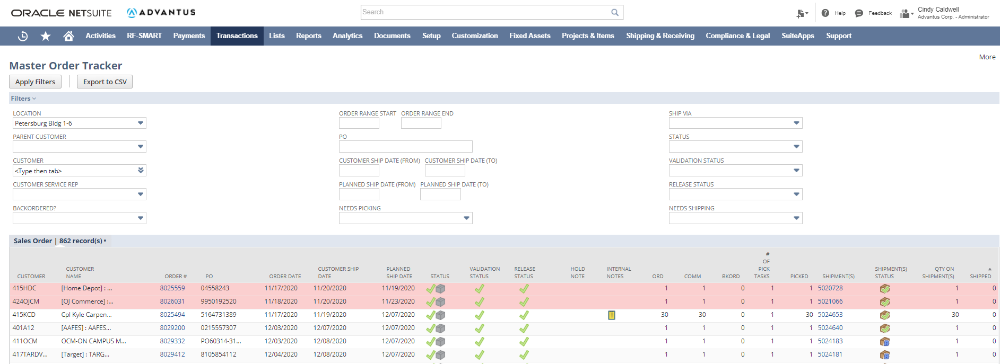 ORACLE NETSUITE ADVANTUS Search Help Feedback Cindy Caldwell
Advantus Corp. - Administrator
Activities RF-SMART Payments Transactions Lists Reports Analytics Documents Setup Customization Fixed Assets Projects & Items Shipping & Receiving Compliance & Legal SuiteApps Support
More
Master Order Tracker
Apply Filters Export to CSV
Filters
LOCATION ORDER RANGE START ORDER RANGE END SHIP VIA
Petersburg Bldg 1-6
PARENT CUSTOMER PO STATUS
CUSTOMER CUSTOMER SHIP DATE (FROM) CUSTOMER SHIP DATE (TO) VALIDATION STATUS
<Type then tab>
CUSTOMER SERVICE REP PLANNED SHIP DATE (FROM) PLANNED SHIP DATE (TO) RELEASE STATUS
BACKORDERED? NEEDS PICKING NEEDS SHIPPING
Sales Order | 862 record(s) •
CUSTOMER CUSTOMER NAME ORDER # PO ORDER DATE CUSTOMER SHIP DATE PLANNED SHIP DATE STATUS VALIDATION STATUS RELEASE STATUS HOLD NOTE INTERNAL NOTES ORD COMM BKORD # OF PICK TASKS PICKED SHIPMENT(S) SHIPMENT(S) STATUS QTY ON SHIPMENT(S) SHIPPED
415HDC [Home Depot] : ... 8025559 04558243 11/17/2020 11/20/2020 11/19/2020 1 1 0 1 1 5020728 1 0
424OJCM [OJ Commerce] :... 8026031 9950192520 11/18/2020 11/20/2020 11/23/2020 1 1 0 1 1 5021066 1 0
415KCD Cpl Kyle Carpen... 8025494 5164731389 11/17/2020 11/19/2020 12/07/2020 30 30 0 1 30 5024653 30 0
401A12 [AAFES] : AAFES... 8029200 0215557307 12/03/2020 12/07/2020 12/07/2020 1 1 0 1 1 5024640 1 0
411OCM OCM-ON CAMPUS M... 8029332 PO60314-31... 12/03/2020 12/08/2020 12/07/2020 1 1 0 1 1 5024183 1 0
417TARDV... [Target] : TARG... 8029412 8105854112 12/04/2020 12/08/2020 12/07/2020 1 1 0 1 1 5024181 1 0